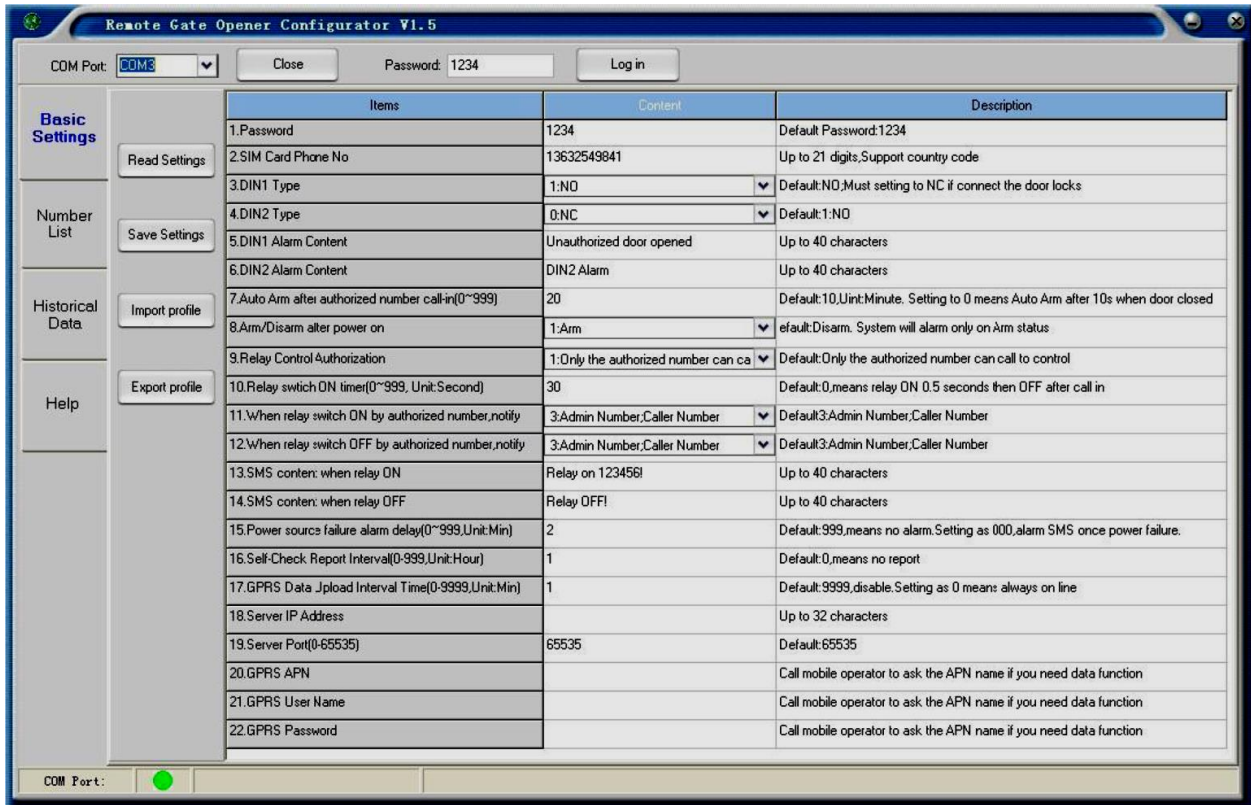 Remote Gate Opener Configurator V1.5
COM Port: COM3 Close Password: 1234 Log in
Basic Settings
Number List
Historical Data
Help
Read Settings
Save Settings
Import profile
Export profile
Items Content Description
1.Password 1234 Default Password:1234
2.SIM Card Phone No 13632549841 Up to 21 digits,Support country code
3.DIN1 Type 1:NO Default:NO;Must setting to NC if connect the door locks
4.DIN2 Type 0:NC Default:1:NO
5.DIN1 Alarm Content Unauthorized door opened Up to 40 characters
6.DIN2 Alarm Content DIN2 Alarm Up to 40 characters
7.Auto Arm after authorized number call-in(0~999) 20 Default:10,Uint:Minute. Setting to 0 means Auto Arm after 10s when door closed
8.Arm/Disarm alter power on 1:Arm efault:Disarm. System will alarm only on Arm status
9.Relay Control Authorization 1:Only the authorized number can ca Default:Only the authorized number can call to control
10.Relay swtich ON timer(0~999, Unit:Second) 30 Default:0,means relay ON 0.5 seconds then OFF after call in
11.When relay switch ON by authorized number,notify 3:Admin Number;Caller Number Default3:Admin Number;Caller Number
12.When relay switch OFF by authorized number,notify 3:Admin Number;Caller Number Default3:Admin Number;Caller Number
13.SMS conten: when relay ON Relay on 123456! Up to 40 characters
14.SMS conten: when relay OFF Relay OFF! Up to 40 characters
15.Power source failure alarm delay(0~999,Unit:Min) 2 Default:999,means no alarm.Setting as 000,alarm SMS once power failure.
16.Self-Check Report Interval(0-999,Unit:Hour) 1 Default:0,means no report
17.GPRS Data Upload Interval Time(0-9999,Unit:Min) 1 Default:9999,disable.Setting as 0 means always on line
18.Server IP Address Up to 32 characters
19.Server Port(0-65535) 65535 Default:65535
20.GPRS APN Call mobile operator to ask the APN name if you need data function
21.GPRS User Name Call mobile operator to ask the APN name if you need data function
22.GPRS Password Call mobile operator to ask the APN name if you need data function
COM Port: